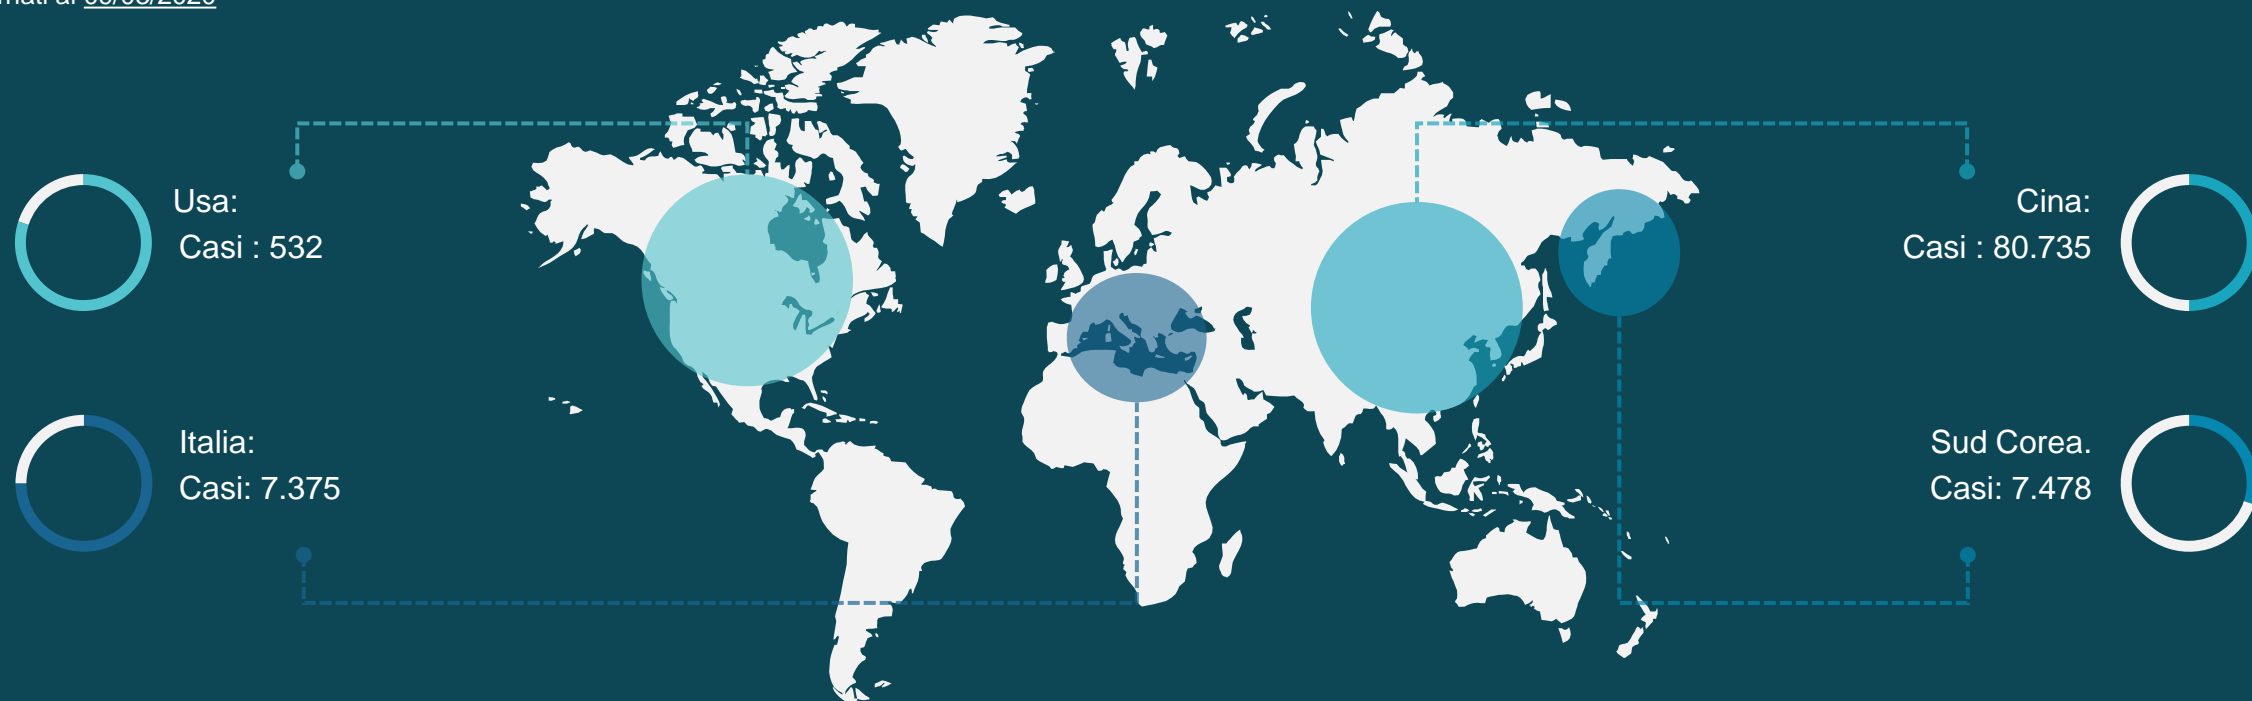 Usa:
Casi : 532
Italia:
Casi: 7.375
Cina:
Casi : 80.735
Sud Corea.
Casi: 7.478